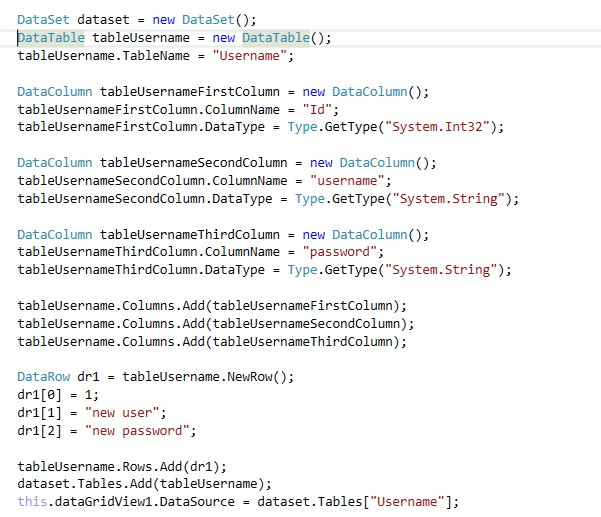 DataSet dataset = new DataSet();
DataTable tableUsername = new DataTable();
tableUsername.TableName = "Username";
DataColumn tableUsernameFirstColumn = new DataColumn();
tableUsernameFirstColumn.ColumnName = "Id";
tableUsernameFirstColumn.DataType = Type.GetType("System.Int32");
DataColumn tableUsernameSecondColumn = new DataColumn();
tableUsernameSecondColumn.ColumnName = "username";
tableUsernameSecondColumn.DataType = Type.GetType("System.String");
DataColumn tableUsernameThirdColumn = new DataColumn();
tableUsernameThirdColumn.ColumnName = "password";
tableUsernameThirdColumn.DataType = Type.GetType("System.String");
tableUsername.Columns.Add(tableUsernameFirstColumn);
tableUsername.Columns.Add(tableUsernameSecondColumn);
tableUsername.Columns.Add(tableUsernameThirdColumn);
DataRow dr1 = tableUsername.NewRow();
dr1[0] = 1;
dr1[1] = "new user";
dr1[2] = "new password";
tableUsername.Rows.Add(dr1);
dataset.Tables.Add(tableUsername);
this.dataGridView1.DataSource = dataset.Tables["Username"];